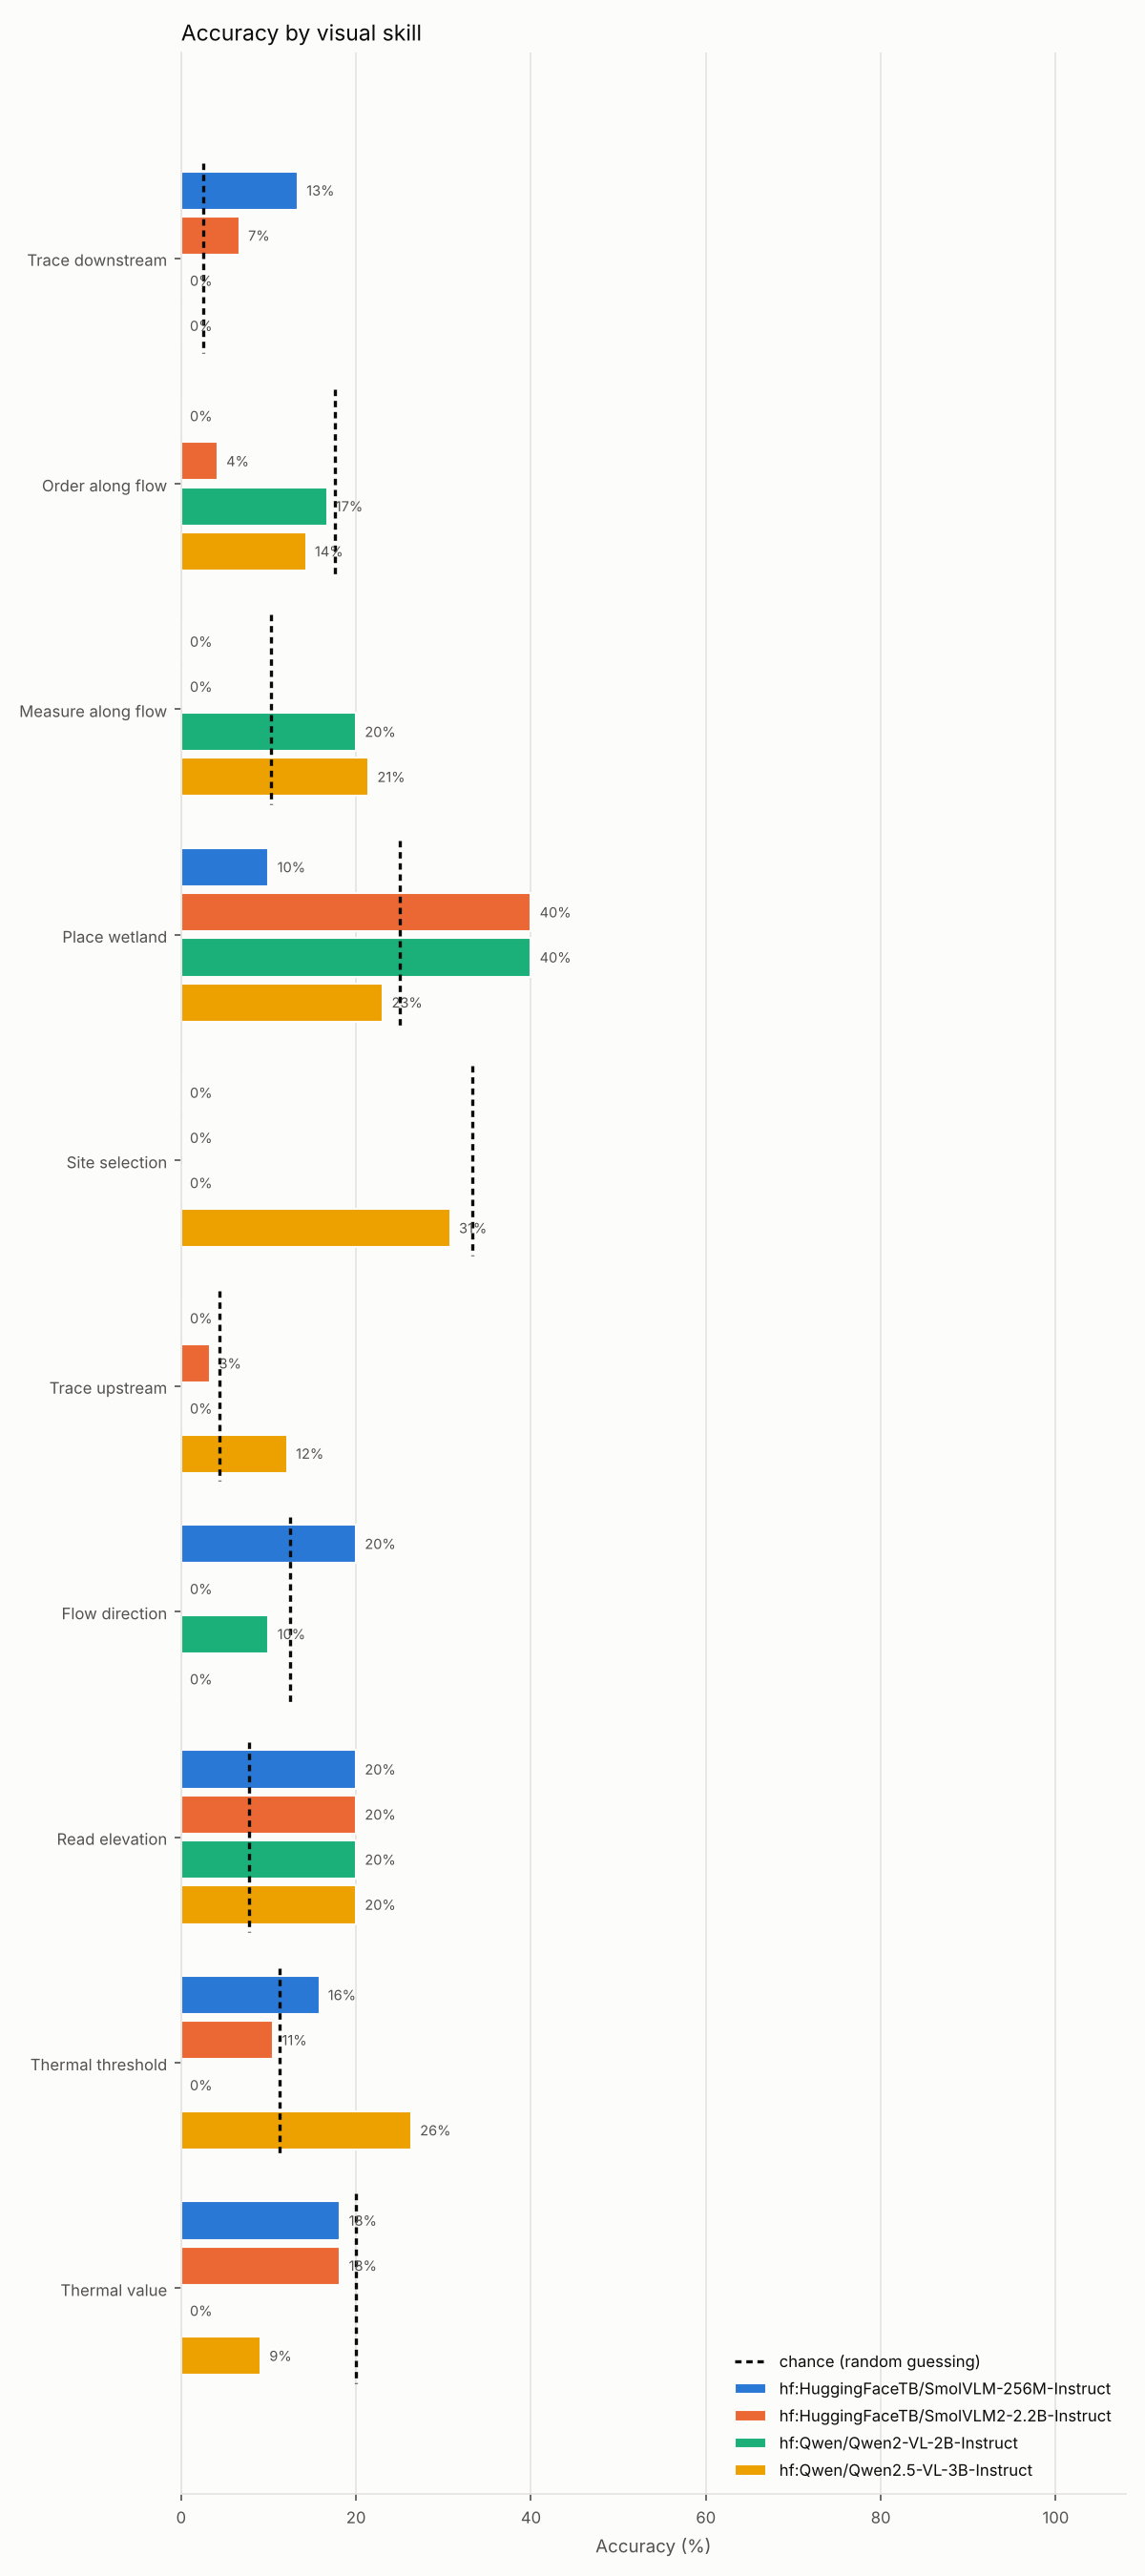 Accuracy by visual skill
Trace downstream
13%
7%
0%
0%
Order along flow
0%
4%
17%
14%
Measure along flow
0%
0%
20%
21%
Place wetland
10%
40%
40%
23%
Site selection
0%
0%
0%
31%
Trace upstream
0%
3%
0%
12%
Flow direction
20%
0%
10%
0%
Read elevation
20%
20%
20%
20%
Thermal threshold
16%
11%
0%
26%
Thermal value
18%
18%
0%
9%
chance (random guessing)
hf:HuggingFaceTB/SmolVLM-256M-Instruct
hf:HuggingFaceTB/SmolVLM2-2.2B-Instruct
hf:Qwen/Qwen2-VL-2B-Instruct
hf:Qwen/Qwen2.5-VL-3B-Instruct
0 20 40 60 80 100
Accuracy (%)